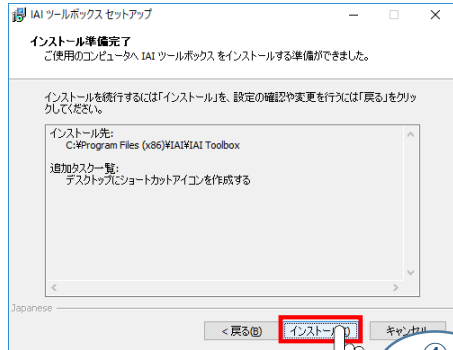 IAI ツールボックス セットアップ
インストール準備完了
ご使用のコンピュータへ IAI ツールボックス をインストールする準備ができました。
インストールを続行するには「インストール」を、設定の確認や変更を行うには「戻る」をクリッ
クしてください。
インストール先:
C:¥Program Files (x86)¥IAI¥IAI Toolbox
追加タスク一覧:
デスクトップにショートカットアイコンを作成する
Japanese
< 戻る(B)
インストール(I)
キャンセル